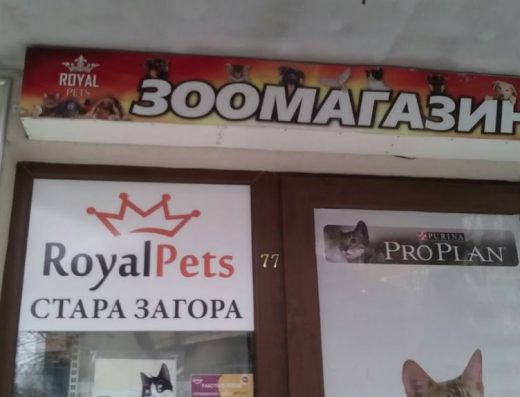 ROYAL
PETS
ЗООМАГАЗИН
RoyalPets
СТАРА ЗАГОРА
77
PURINA
PRO PLAN